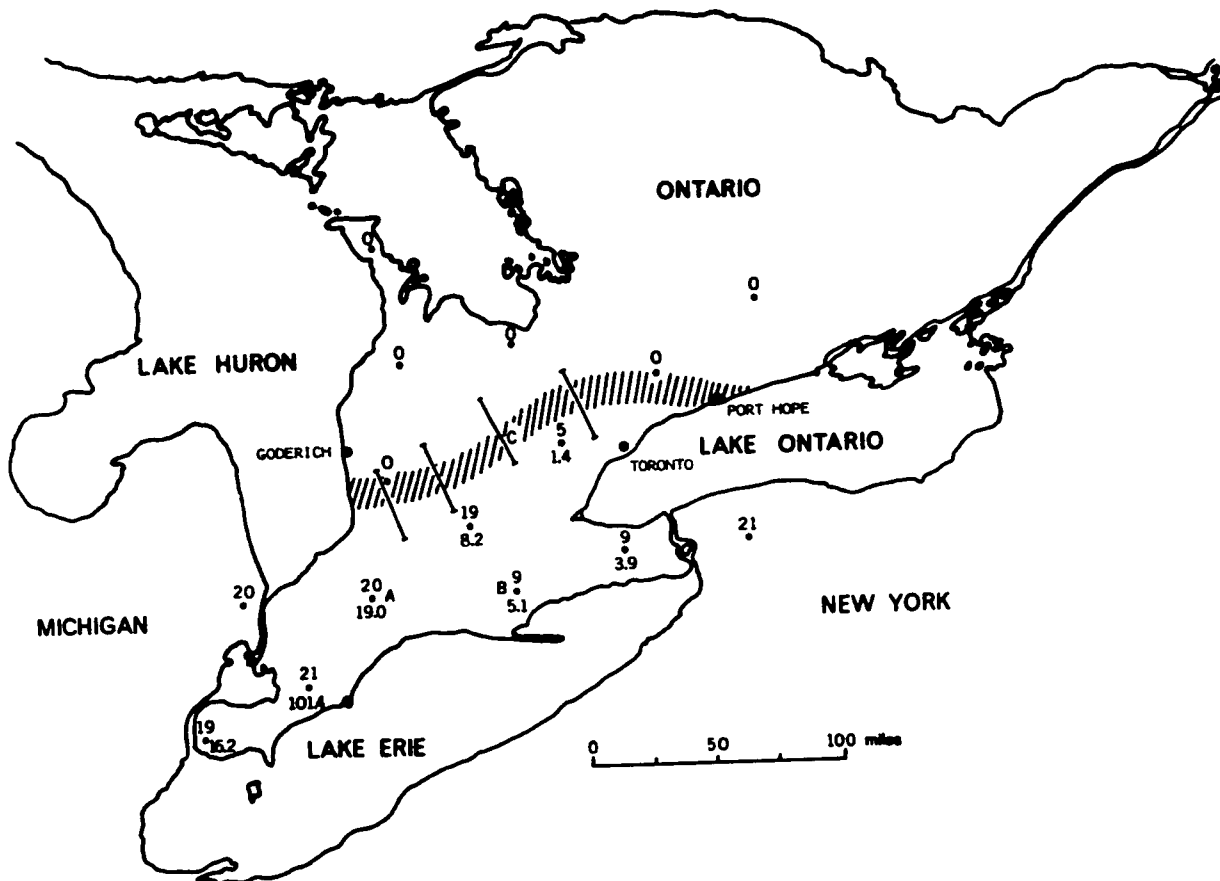 ONTARIO
0
0
LAKE HURON
0
0
0
PORT HOPE
GODERICH
C
5
1.4
TORONTO
LAKE ONTARIO
0
19
8.2
9
3.9
21
20
20
A
19.0
9
B
5.1
NEW YORK
MICHIGAN
21
101.4
19
16.2
LAKE ERIE
0 50 100 miles